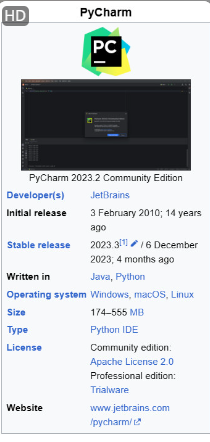 HD
PyCharm
PC
PyCharm 2023.2 Community Edition
Developer(s) JetBrains
Initial release 3 February 2010; 14 years
ago
Stable release 2023.3[1] / 6 December
2023; 4 months ago
Written in Java, Python
Operating system Windows, macOS, Linux
Size 174–555 MB
Type Python IDE
License Community edition:
Apache License 2.0
Professional edition:
Trialware
Website www.jetbrains.com
/pycharm/